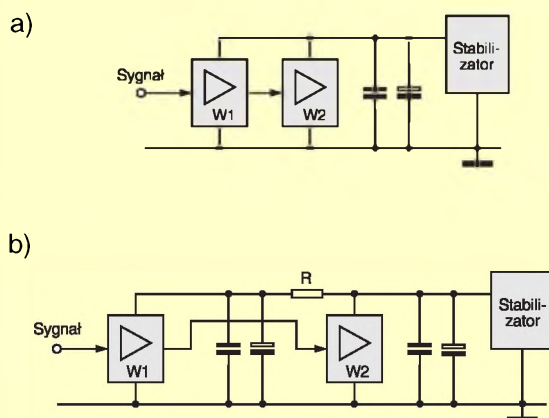 a)
Stabili-
zator
Sygnał
W1
W2
b)
R
Stabili-
zator
Sygnał
W1
W2